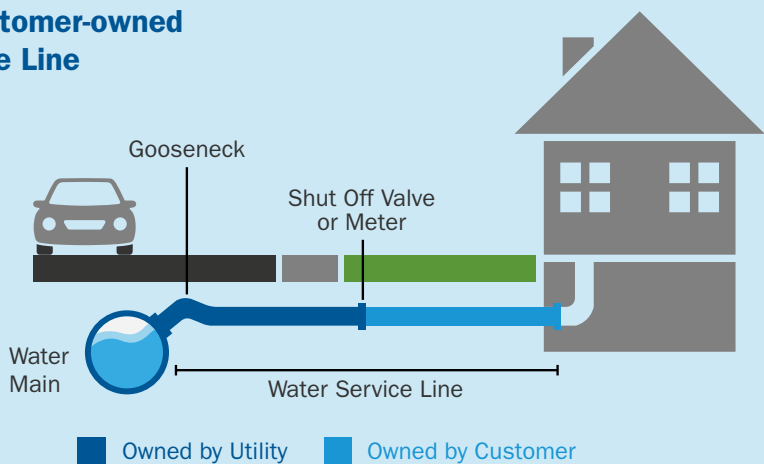 tomer-owned
e Line
Gooseneck
Shut Off Valve
or Meter
Water
Main
Water Service Line
Owned by Utility
Owned by Customer